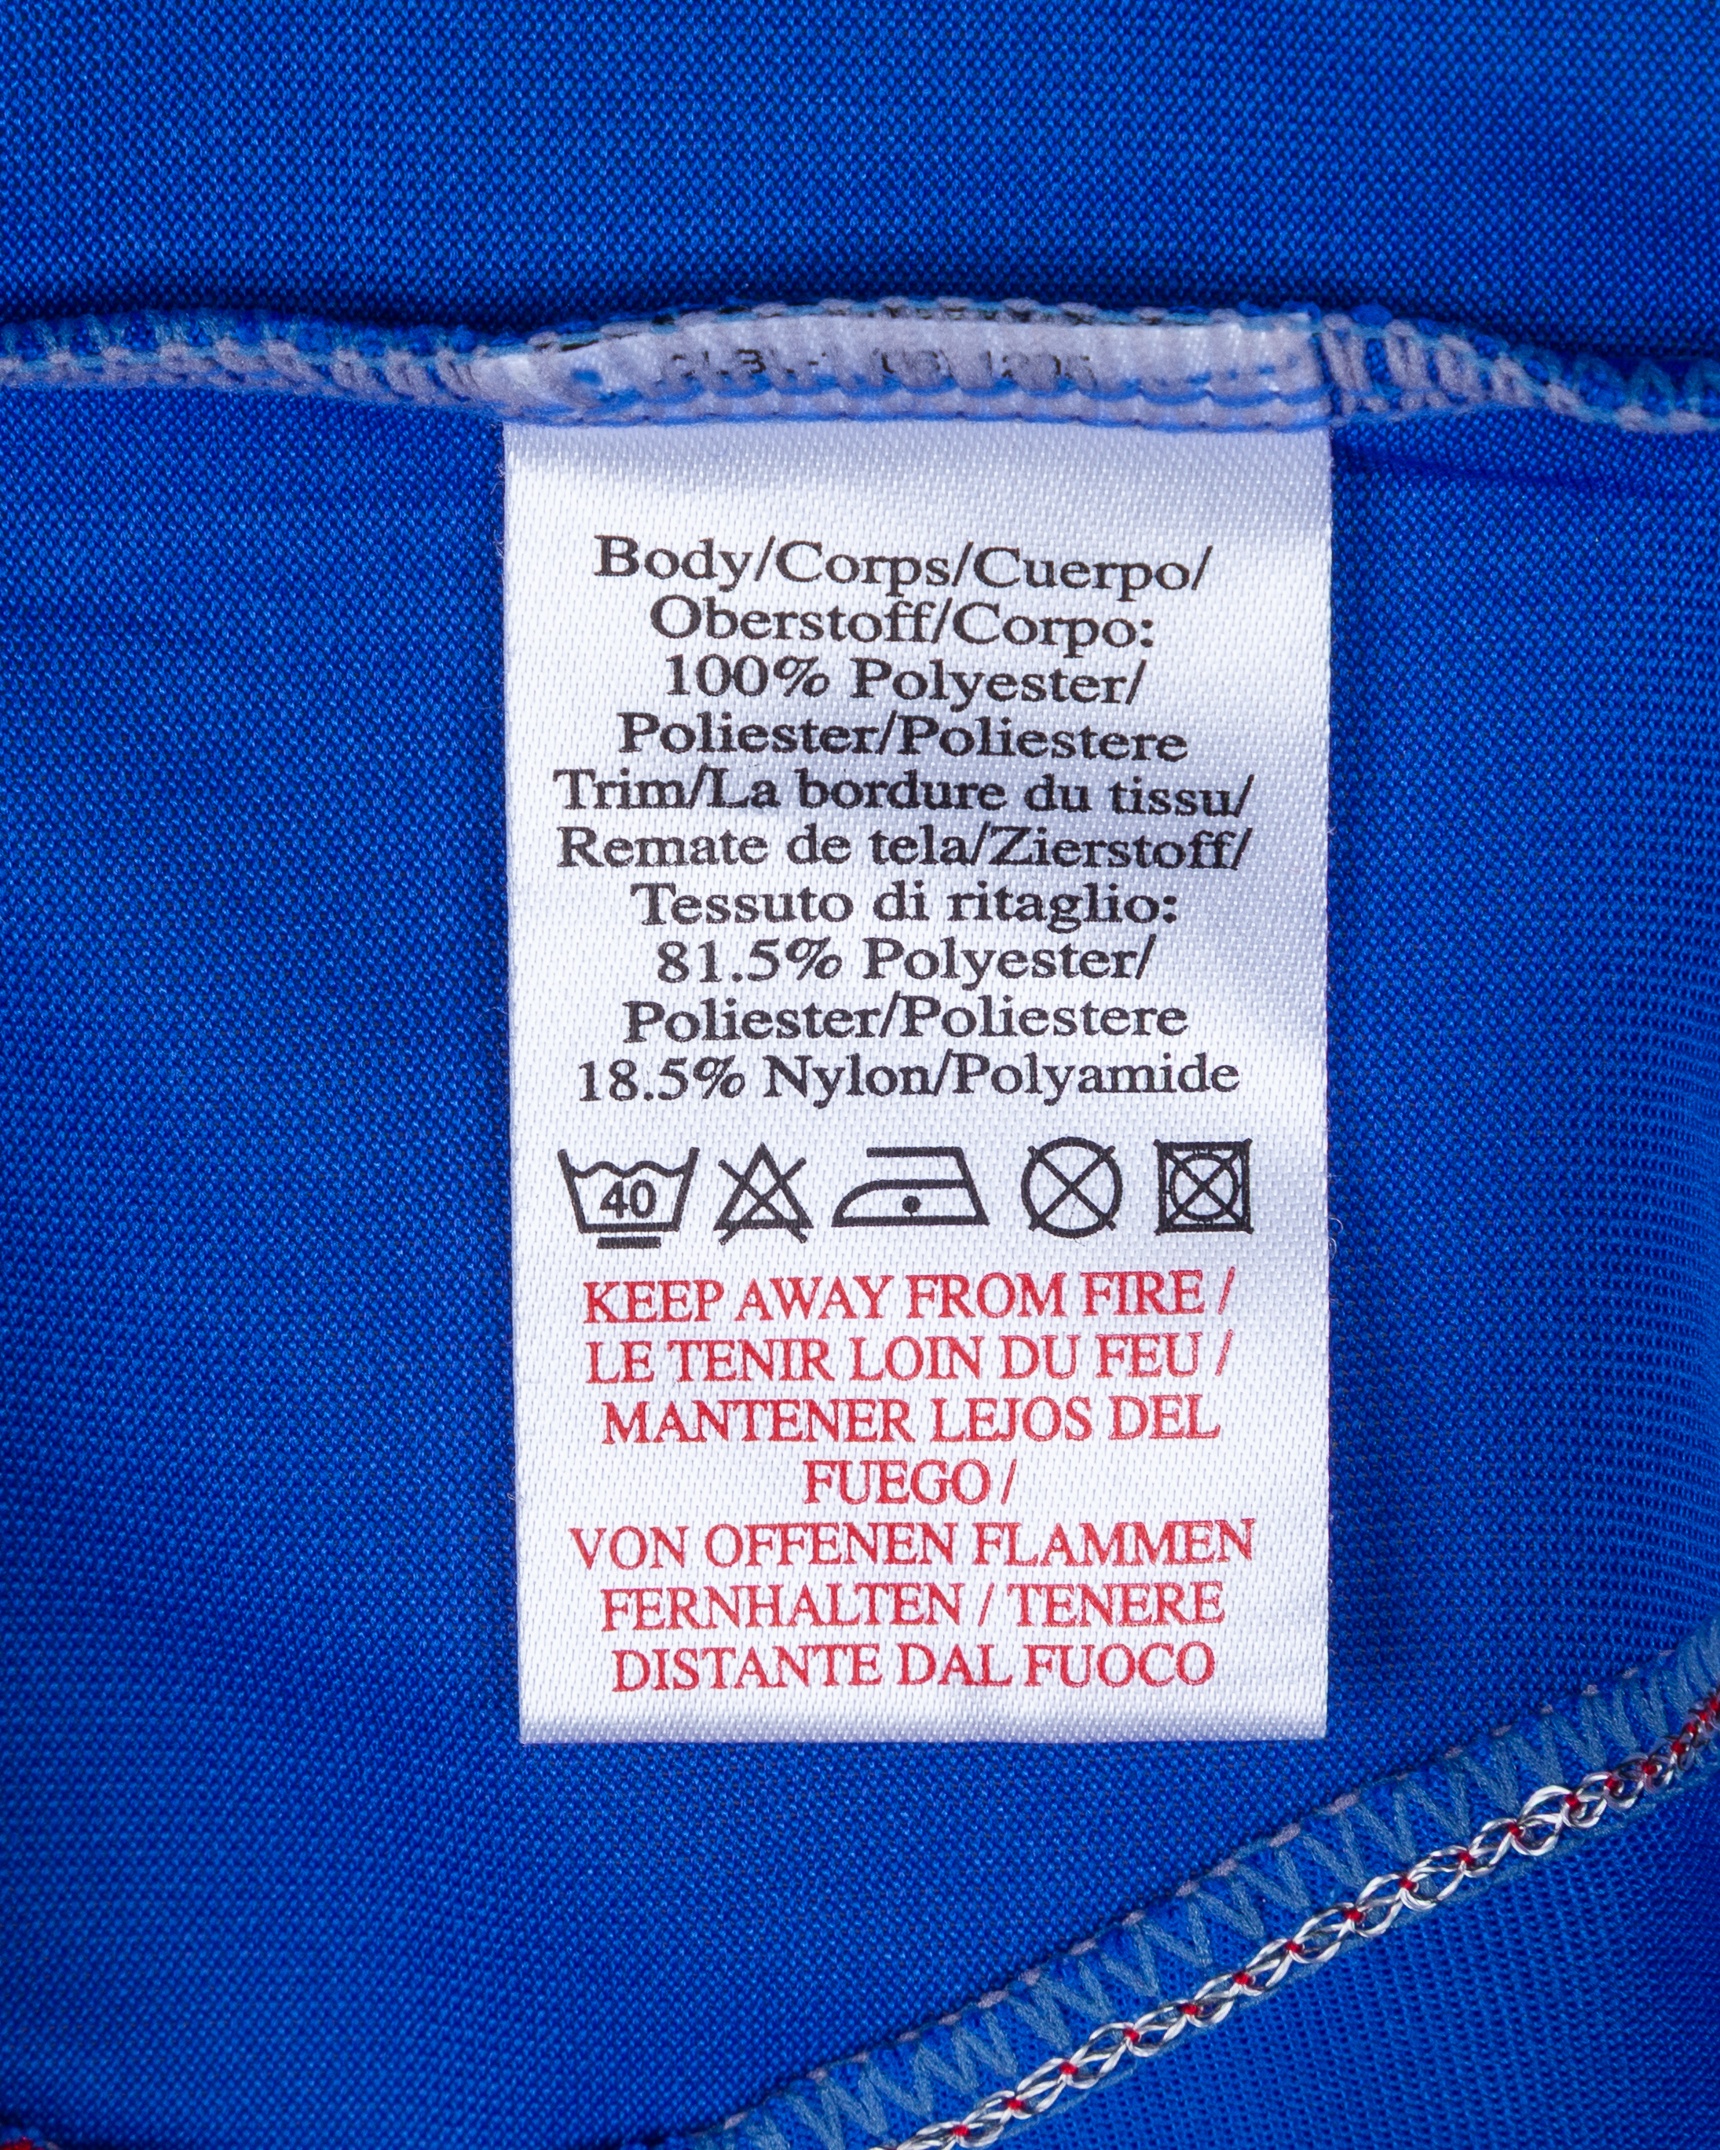 Body/Corps/Cuerpo/
Oberstoff/Corpo:
100% Polyester/
Poliester/Poliestere
Trim/La bordure du tissu/
Remate de tela/Zierstoff/
Tessuto di ritaglio:
81.5% Polyester/
Poliester/Poliestere
18.5% Nylon/Polyamide
40
KEEP AWAY FROM FIRE /
LE TENIR LOIN DU FEU /
MANTENER LEJOS DEL
FUEGO /
VON OFFENEN FLAMMEN
FERNHALTEN / TENERE
DISTANTE DAL FUOCO